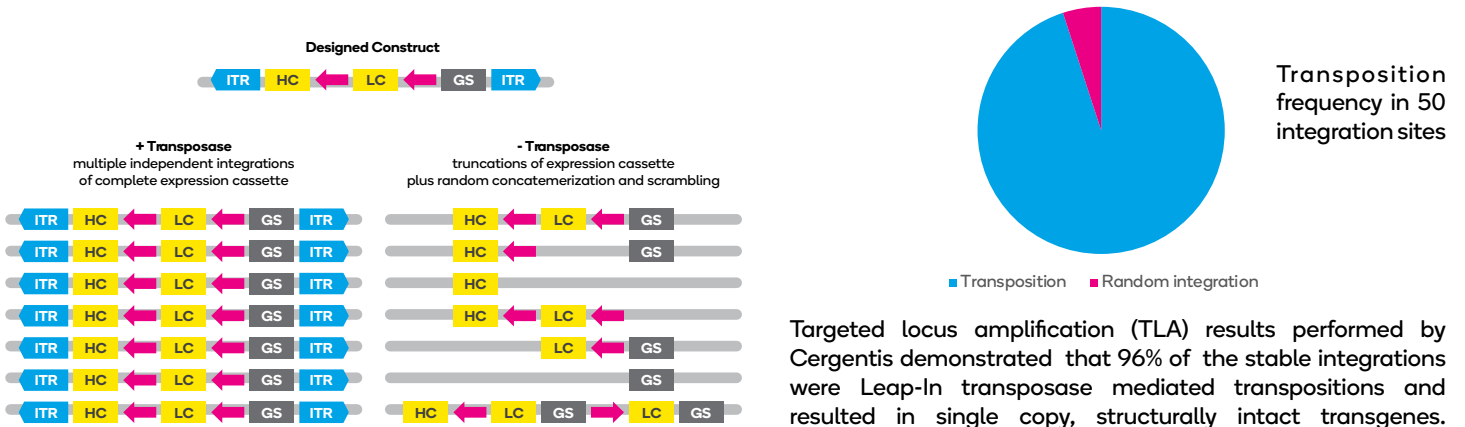 Designed Construct
ITR HC LC GS ITR
+ Transposase
multiple independent integrations
of complete expression cassette
ITR HC LC GS ITR
ITR HC LC GS ITR
ITR HC LC GS ITR
ITR HC LC GS ITR
ITR HC LC GS ITR
ITR HC LC GS ITR
ITR HC LC GS ITR
- Transposase
truncations of expression cassette
plus random concatemerization and scrambling
HC LC GS
HC GS
HC
HC LC
LC GS
GS
HC LC GS LC GS
Transposition
frequency in 50
integration sites
Transposition Random integration
Targeted locus amplification (TLA) results performed by
Cergentis demonstrated that 96% of the stable integrations
were Leap-In transposase mediated transpositions and
resulted in single copy, structurally intact transgenes.